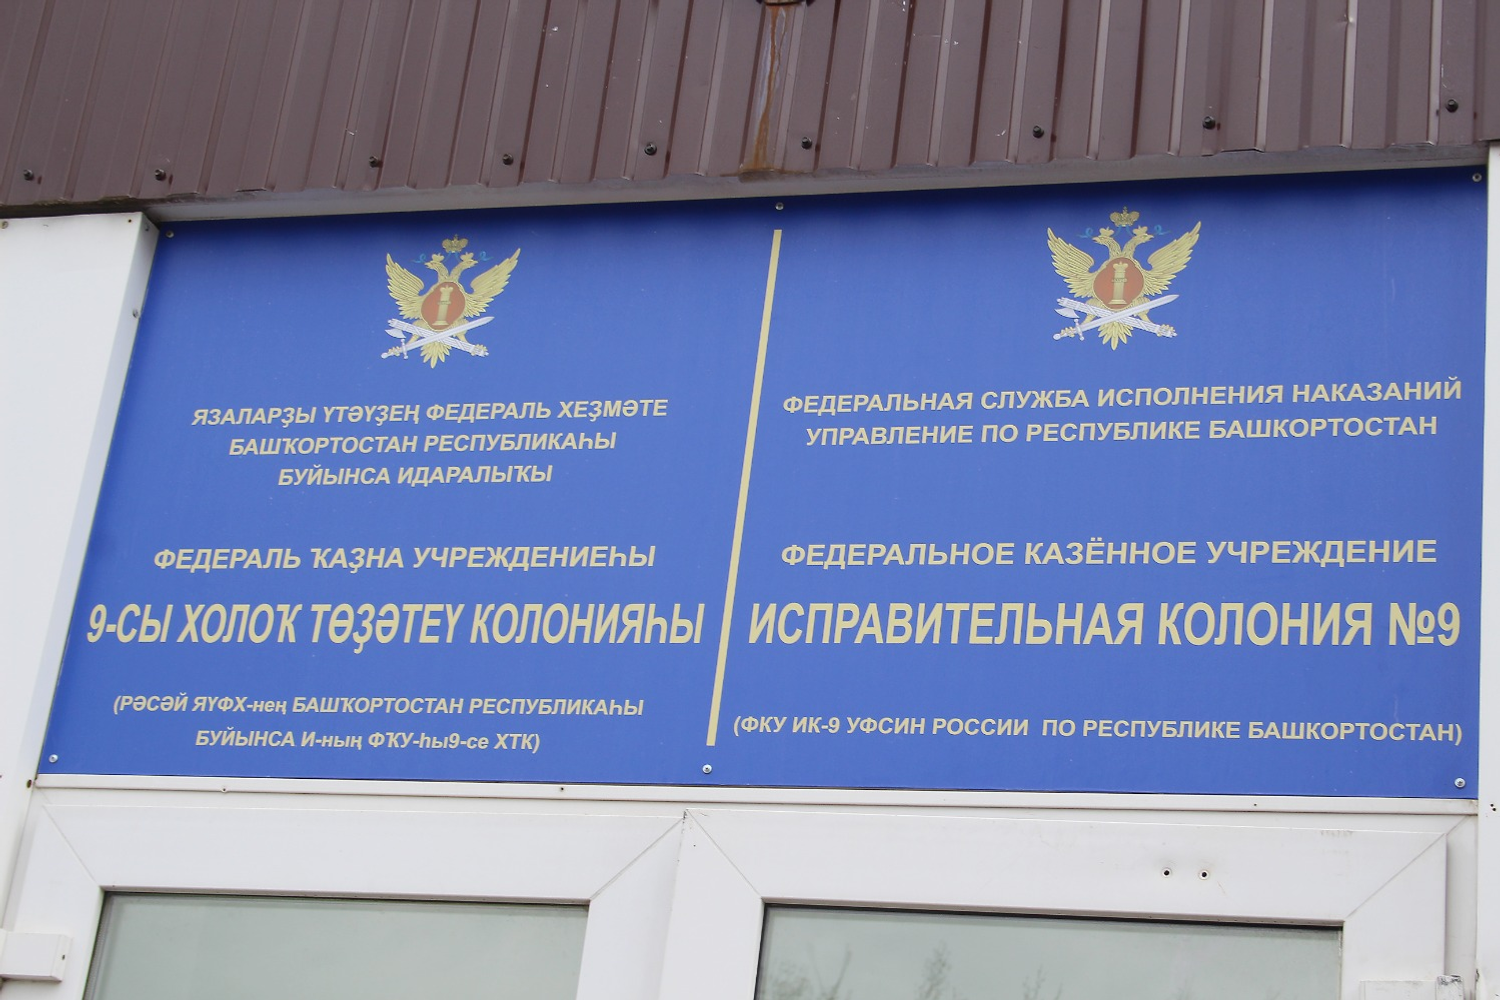 ЯЗАЛАРҘЫ ҮТӘҮҘЕҢ ФЕДЕРАЛЬ ХЕҘМӘТЕ
БАШҠОРТОСТАН РЕСПУБЛИКАҺЫ
БУЙЫНСА ИДАРАЛЫҠЫ
ФЕДЕРАЛЬ ҠАҘНА УЧРЕЖДЕНИЕҺЫ
9-СЫ ХОЛОҠ ТӨҘӘТЕҮ КОЛОНИЯҺЫ
(РӘСӘЙ ЯҮФХ-нең БАШҠОРТОСТАН РЕСПУБЛИКАҺЫ
БУЙЫНСА И-ның ФҠУ-һы9-се ХТК)
ФЕДЕРАЛЬНАЯ СЛУЖБА ИСПОЛНЕНИЯ НАКАЗАНИЙ
УПРАВЛЕНИЕ ПО РЕСПУБЛИКЕ БАШКОРТОСТАН
ФЕДЕРАЛЬНОЕ КАЗЁННОЕ УЧРЕЖДЕНИЕ
ИСПРАВИТЕЛЬНАЯ КОЛОНИЯ №9
(ФКУ ИК-9 УФСИН РОССИИ ПО РЕСПУБЛИКЕ БАШКОРТОСТАН)